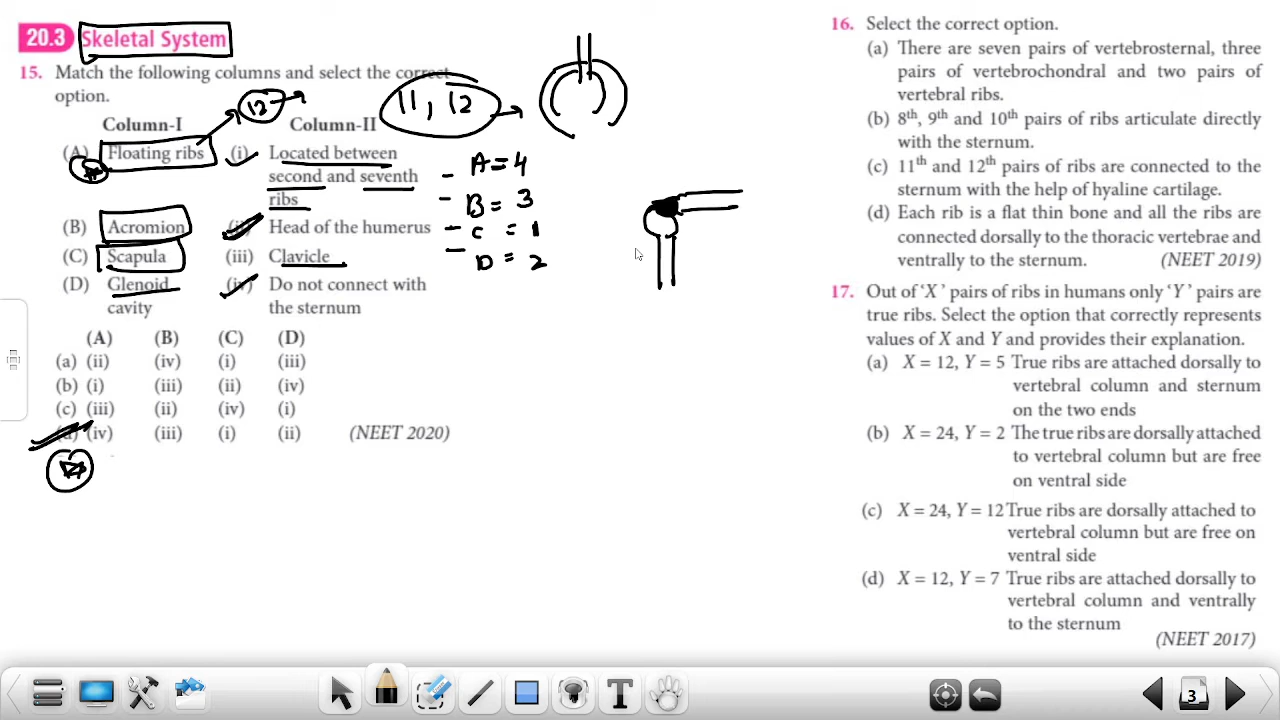 20.3 Skeletal System
15. Match the following columns and select the correct
option.
12
11, 12
Column-I Column-II
(A) Floating ribs (i) Located between
second and seventh
ribs
(B) Acromion (ii) Head of the humerus
(C) Scapula (iii) Clavicle
(D) Glenoid (iv) Do not connect with
cavity the sternum
A = 4
B = 3
C = 1
D = 2
(A) (B) (C) (D)
(a) (ii) (iv) (i) (iii)
(b) (i) (iii) (ii) (iv)
(c) (iii) (ii) (iv) (i)
(d) (iv) (iii) (i) (ii) (NEET 2020)
16. Select the correct option.
(a) There are seven pairs of vertebrosternal, three
pairs of vertebrochondral and two pairs of
vertebral ribs.
(b) 8th, 9th and 10th pairs of ribs articulate directly
with the sternum.
(c) 11th and 12th pairs of ribs are connected to the
sternum with the help of hyaline cartilage.
(d) Each rib is a flat thin bone and all the ribs are
connected dorsally to the thoracic vertebrae and
ventrally to the sternum. (NEET 2019)
17. Out of ‘X’ pairs of ribs in humans only ‘Y’ pairs are
true ribs. Select the option that correctly represents
values of X and Y and provides their explanation.
(a) X = 12, Y = 5 True ribs are attached dorsally to
vertebral column and sternum
on the two ends
(b) X = 24, Y = 2 The true ribs are dorsally attached
to vertebral column but are free
on ventral side
(c) X = 24, Y = 12 True ribs are dorsally attached to
vertebral column but are free on
ventral side
(d) X = 12, Y = 7 True ribs are attached dorsally to
vertebral column and ventrally
to the sternum
(NEET 2017)
T
3